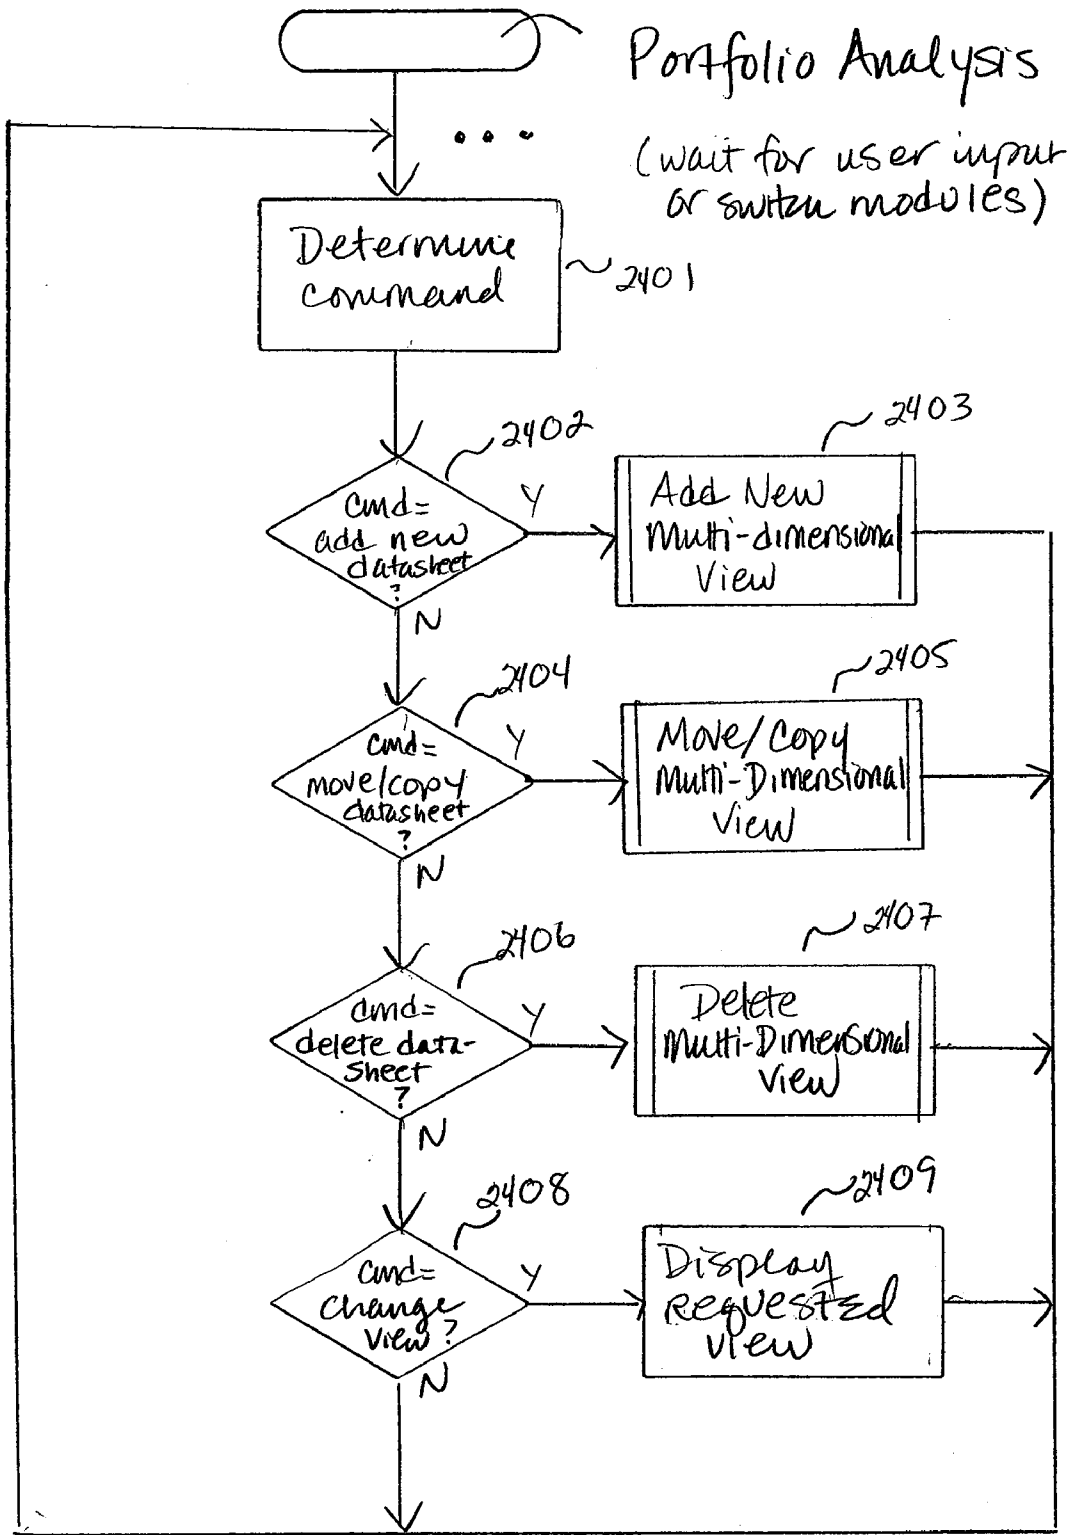 Portfolio Analysis
...
(wait for user input
or switch modules)
Determine
command
2401
2402
cmd=
add new
datasheet
?
Y
N
2403
Add New
Multi-dimensional
View
2404
cmd=
move/copy
datasheet
?
Y
N
2405
Move/Copy
Multi-Dimensional
View
2406
cmd=
delete data-
sheet
?
Y
N
2407
Delete
Multi-Dimensional
View
2408
cmd=
change
view?
Y
N
2409
Display
requested
view